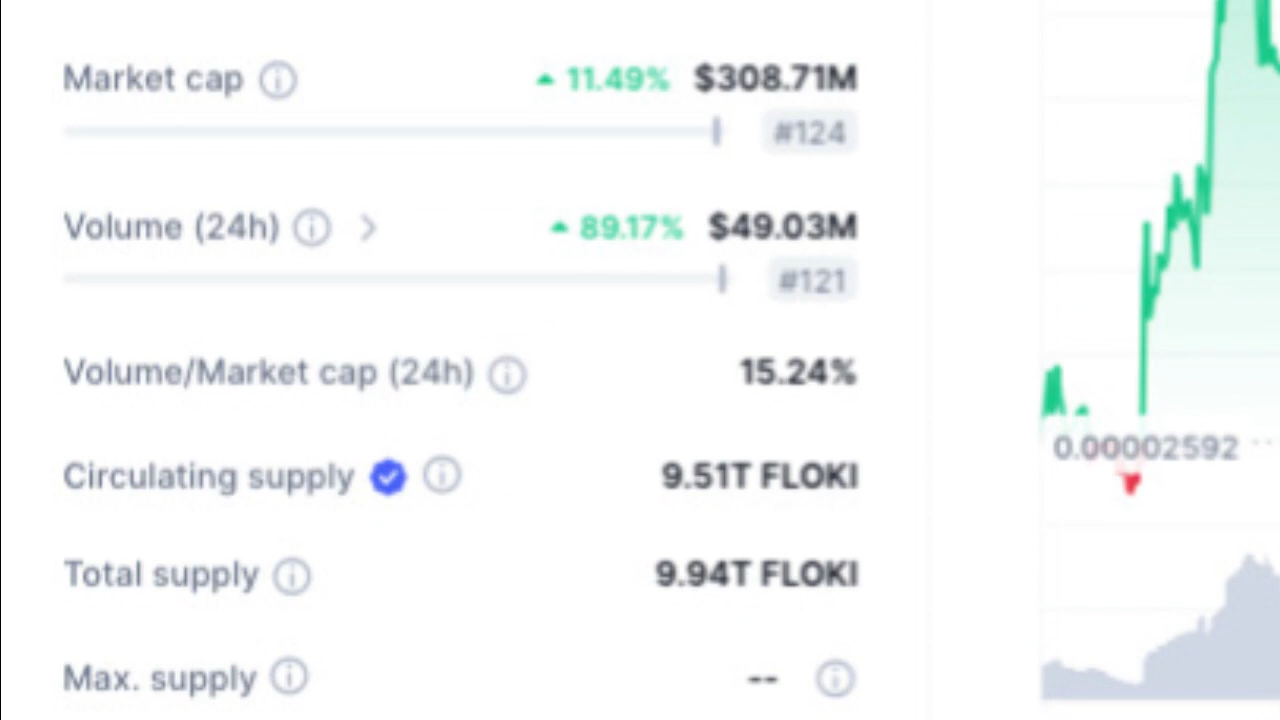 Market cap 11.49% $308.71M
#124
Volume (24h) 89.17% $49.03M
#121
Volume/Market cap (24h) 15.24%
Circulating supply 9.51T FLOKI
Total supply 9.94T FLOKI
Max. supply --
0.00002592